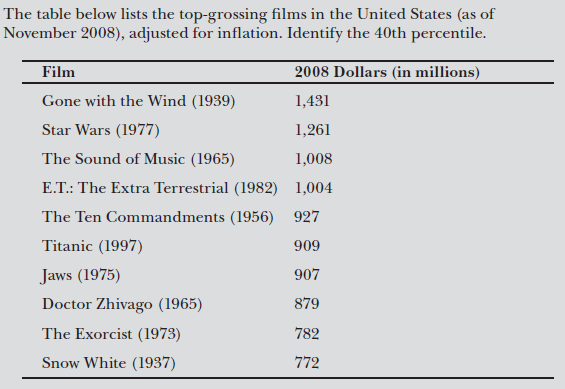 The table below lists the top-grossing films in the United States (as of
November 2008), adjusted for inflation. Identify the 40th percentile.
Film 2008 Dollars (in millions)
Gone with the Wind (1939) 1,431
Star Wars (1977) 1,261
The Sound of Music (1965) 1,008
E.T.: The Extra Terrestrial (1982) 1,004
The Ten Commandments (1956) 927
Titanic (1997) 909
Jaws (1975) 907
Doctor Zhivago (1965) 879
The Exorcist (1973) 782
Snow White (1937) 772